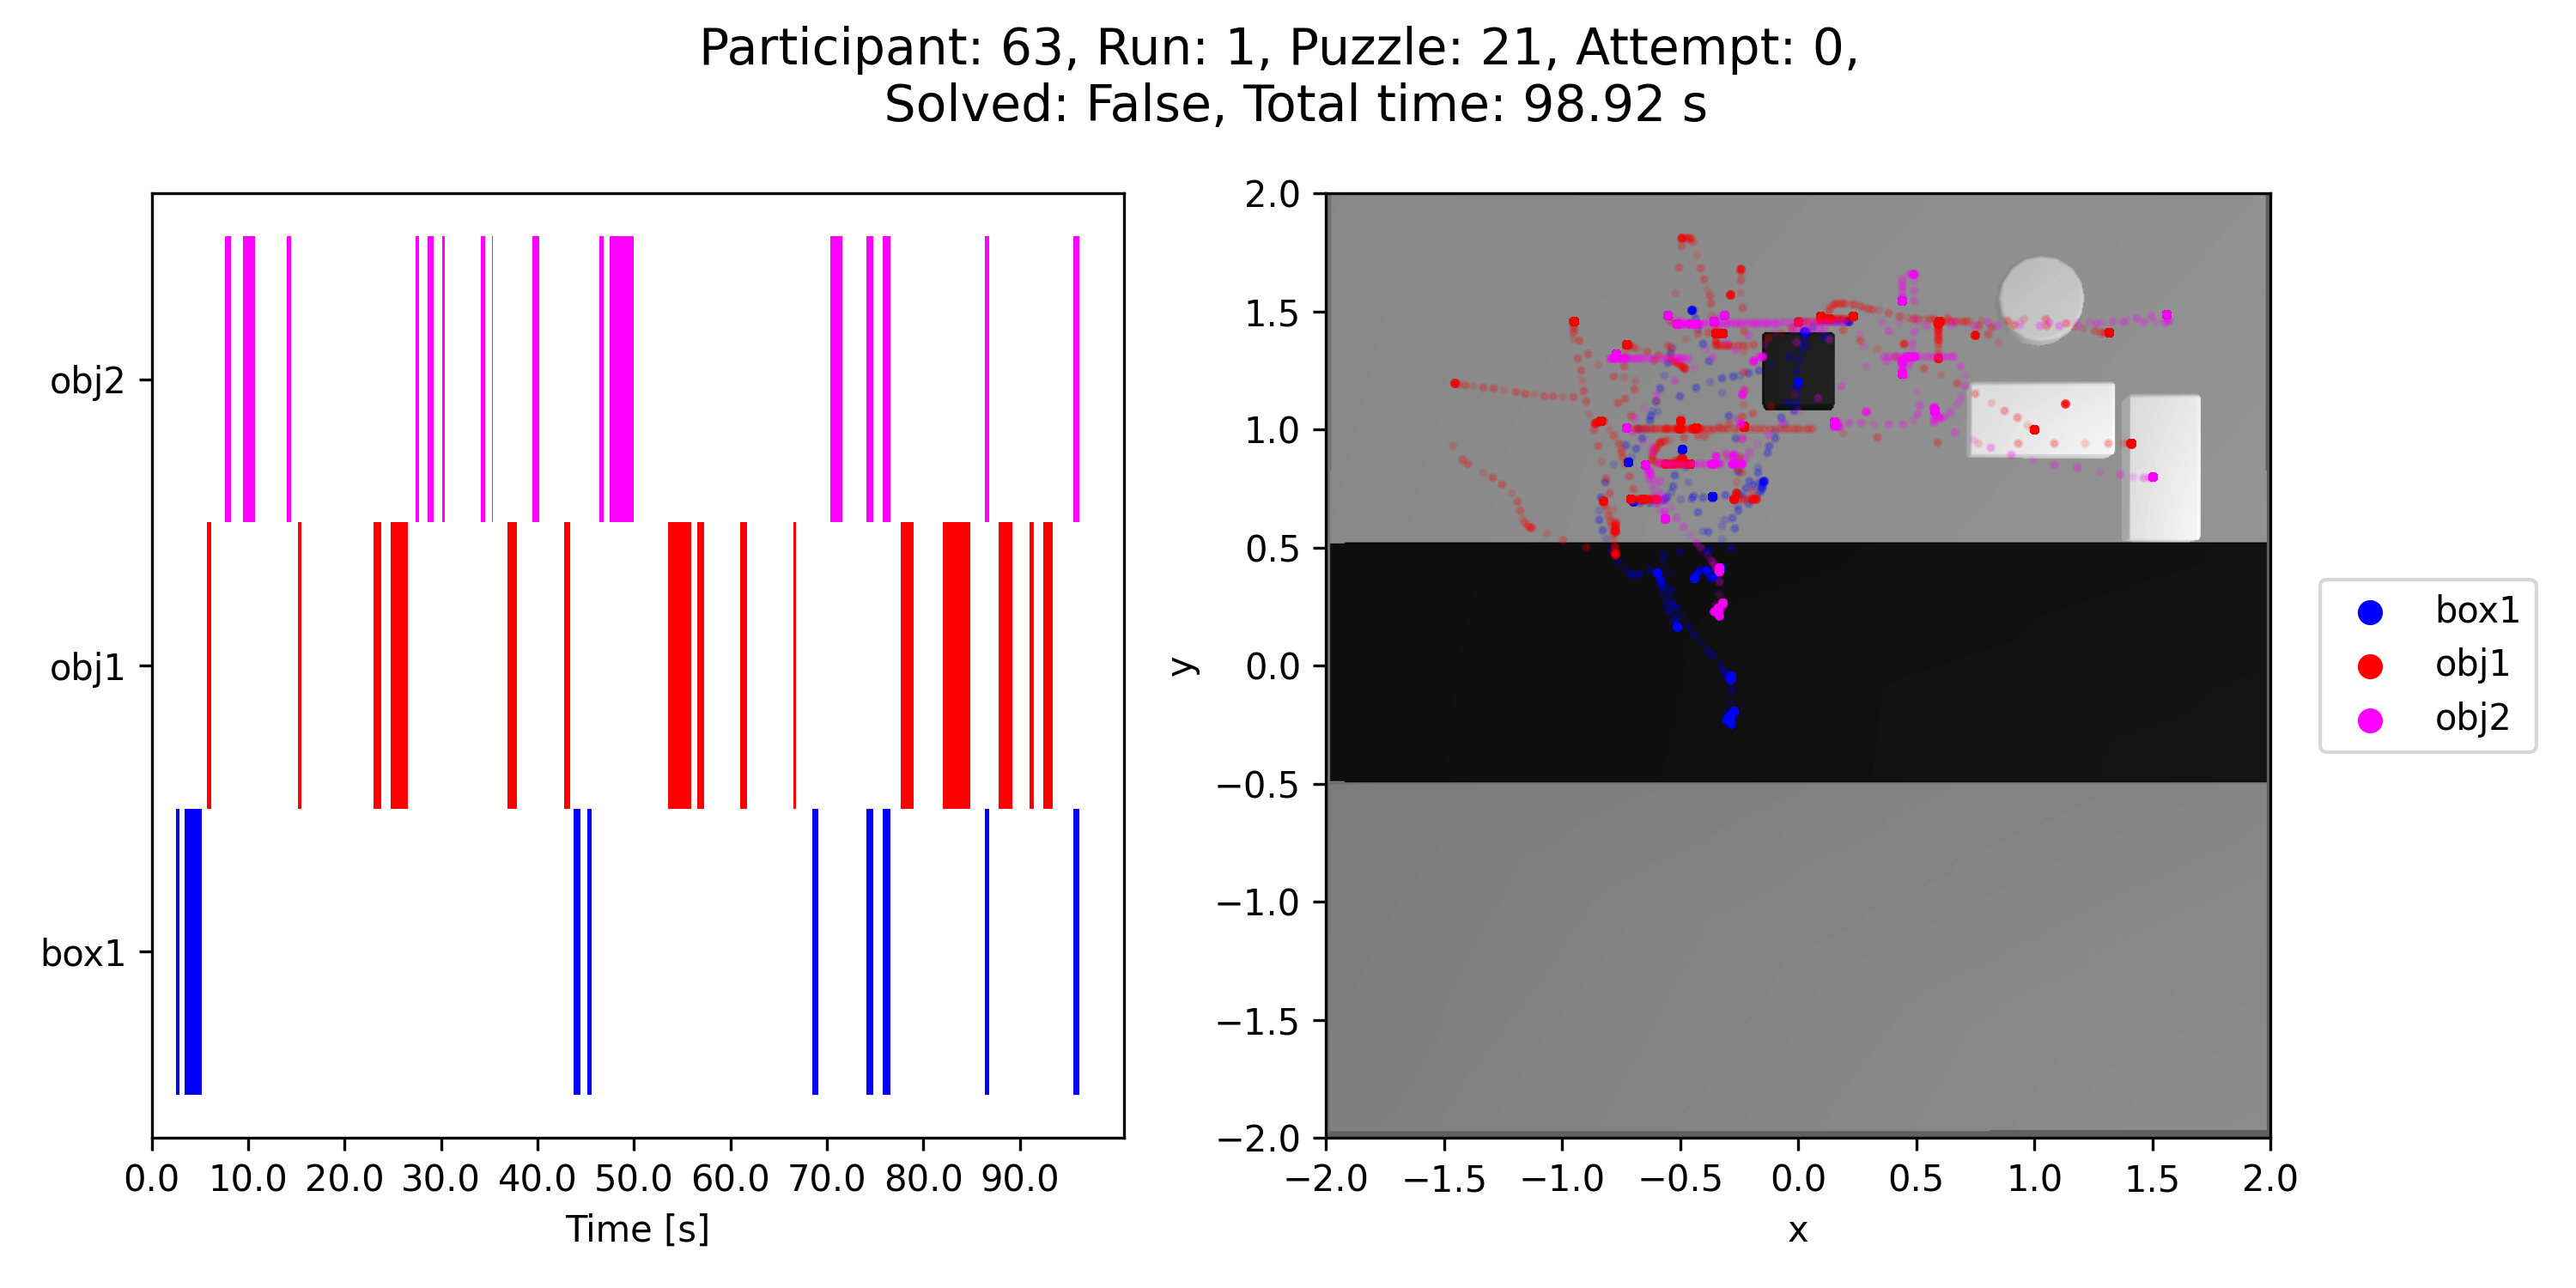 Participant: 63, Run: 1, Puzzle: 21, Attempt: 0,
Solved: False, Total time: 98.92 s
obj2
obj1
box1
0.0 10.0 20.0 30.0 40.0 50.0 60.0 70.0 80.0 90.0
Time [s]
2.0
1.5
1.0
0.5
0.0
−0.5
−1.0
−1.5
−2.0
y
−2.0 −1.5 −1.0 −0.5 0.0 0.5 1.0 1.5 2.0
x
box1
obj1
obj2